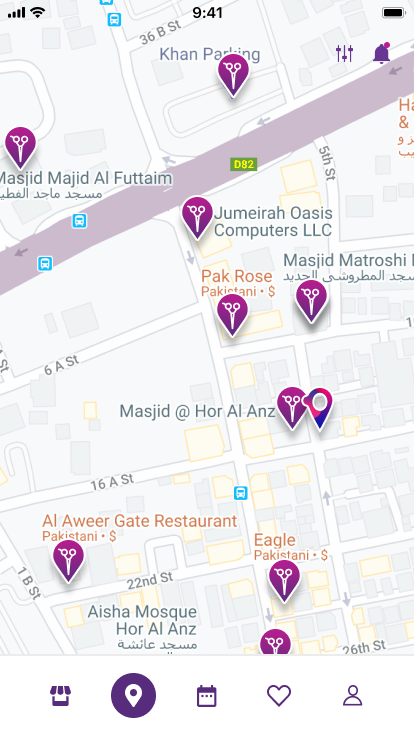 9:41
36 B St
Khan Parking
Ha
&
5th St
D82
Masjid Majid Al Futtaim
مسجد ماجد الفطيم
Jumeirah Oasis
Computers LLC
Masjid Matroshi
مسجد المطروشي الجديد
Pak Rose
Pakistani • $
6 A St
Masjid @ Hor Al Anz
16 A St
Al Aweer Gate Restaurant
Pakistani • $
Eagle
Pakistani • $
1 B St
22nd St
Aisha Mosque
Hor Al Anz
مسجد عائشة
26th St